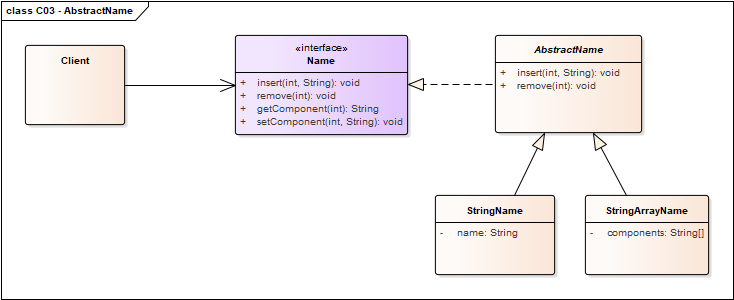 class C03 - AbstractName
Client
«interface»
Name
+ insert(int, String): void
+ remove(int): void
+ getComponent(int): String
+ setComponent(int, String): void
AbstractName
+ insert(int, String): void
+ remove(int): void
StringName
- name: String
StringArrayName
- components: String[]